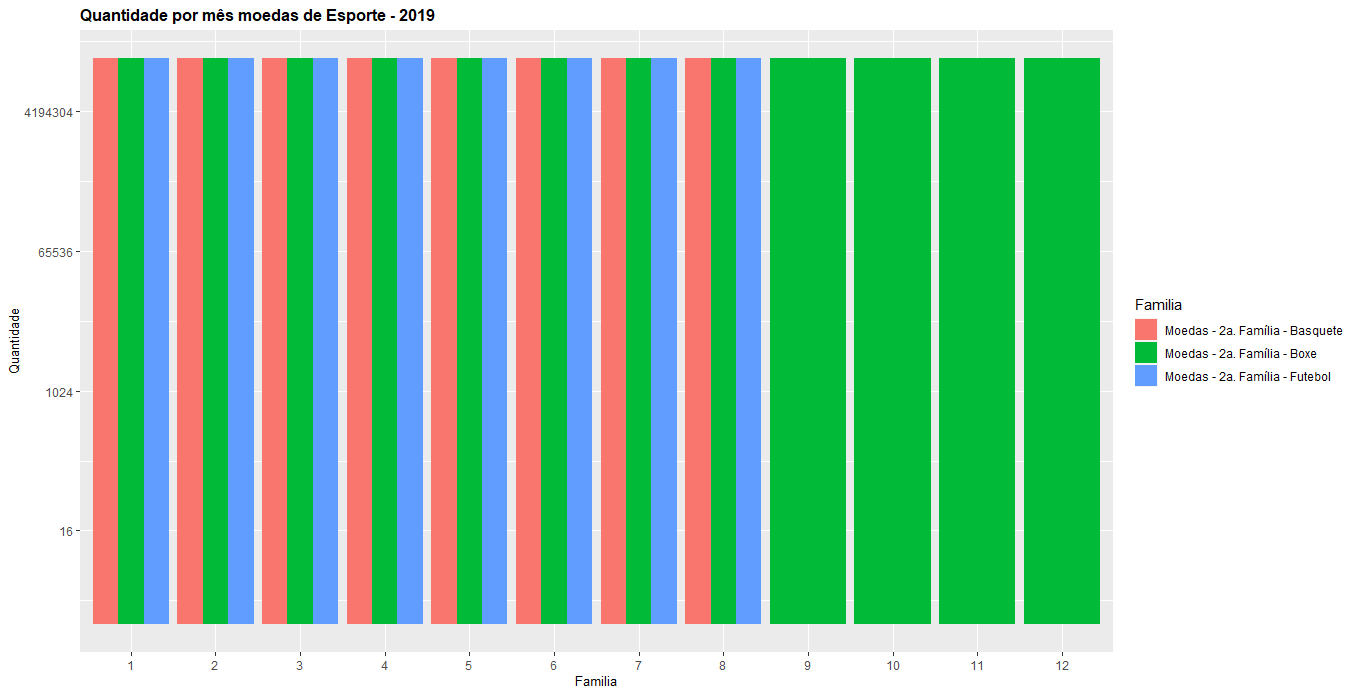 Quantidade por mês moedas de Esporte - 2019
Quantidade
4194304
65536
1024
16
1 2 3 4 5 6 7 8 9 10 11 12
Familia
Familia
Moedas - 2a. Família - Basquete
Moedas - 2a. Família - Boxe
Moedas - 2a. Família - Futebol